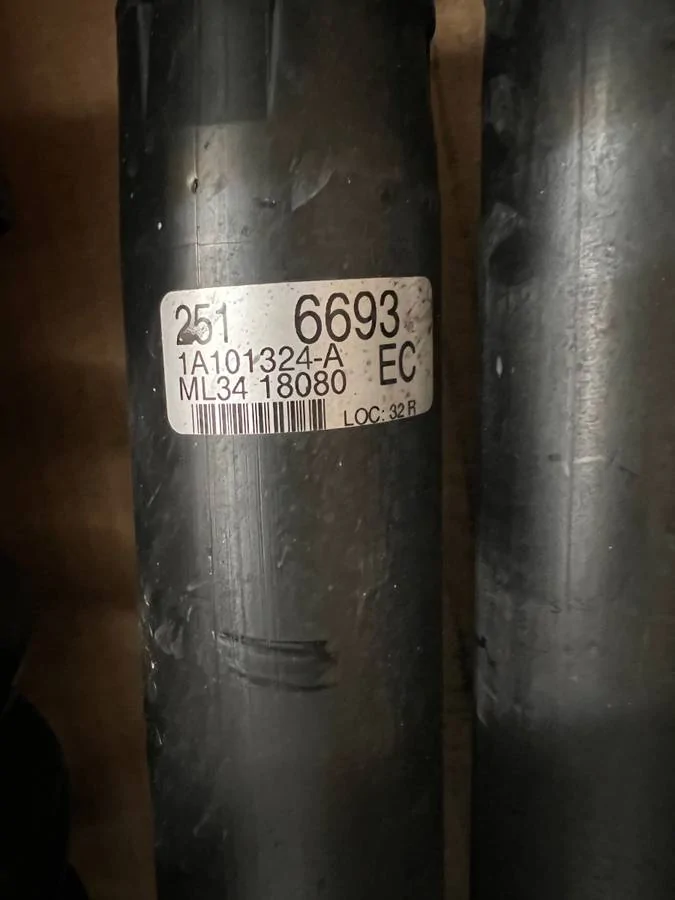 251 6693
1A101324-A EC
ML34 18080
LOC: 32 R